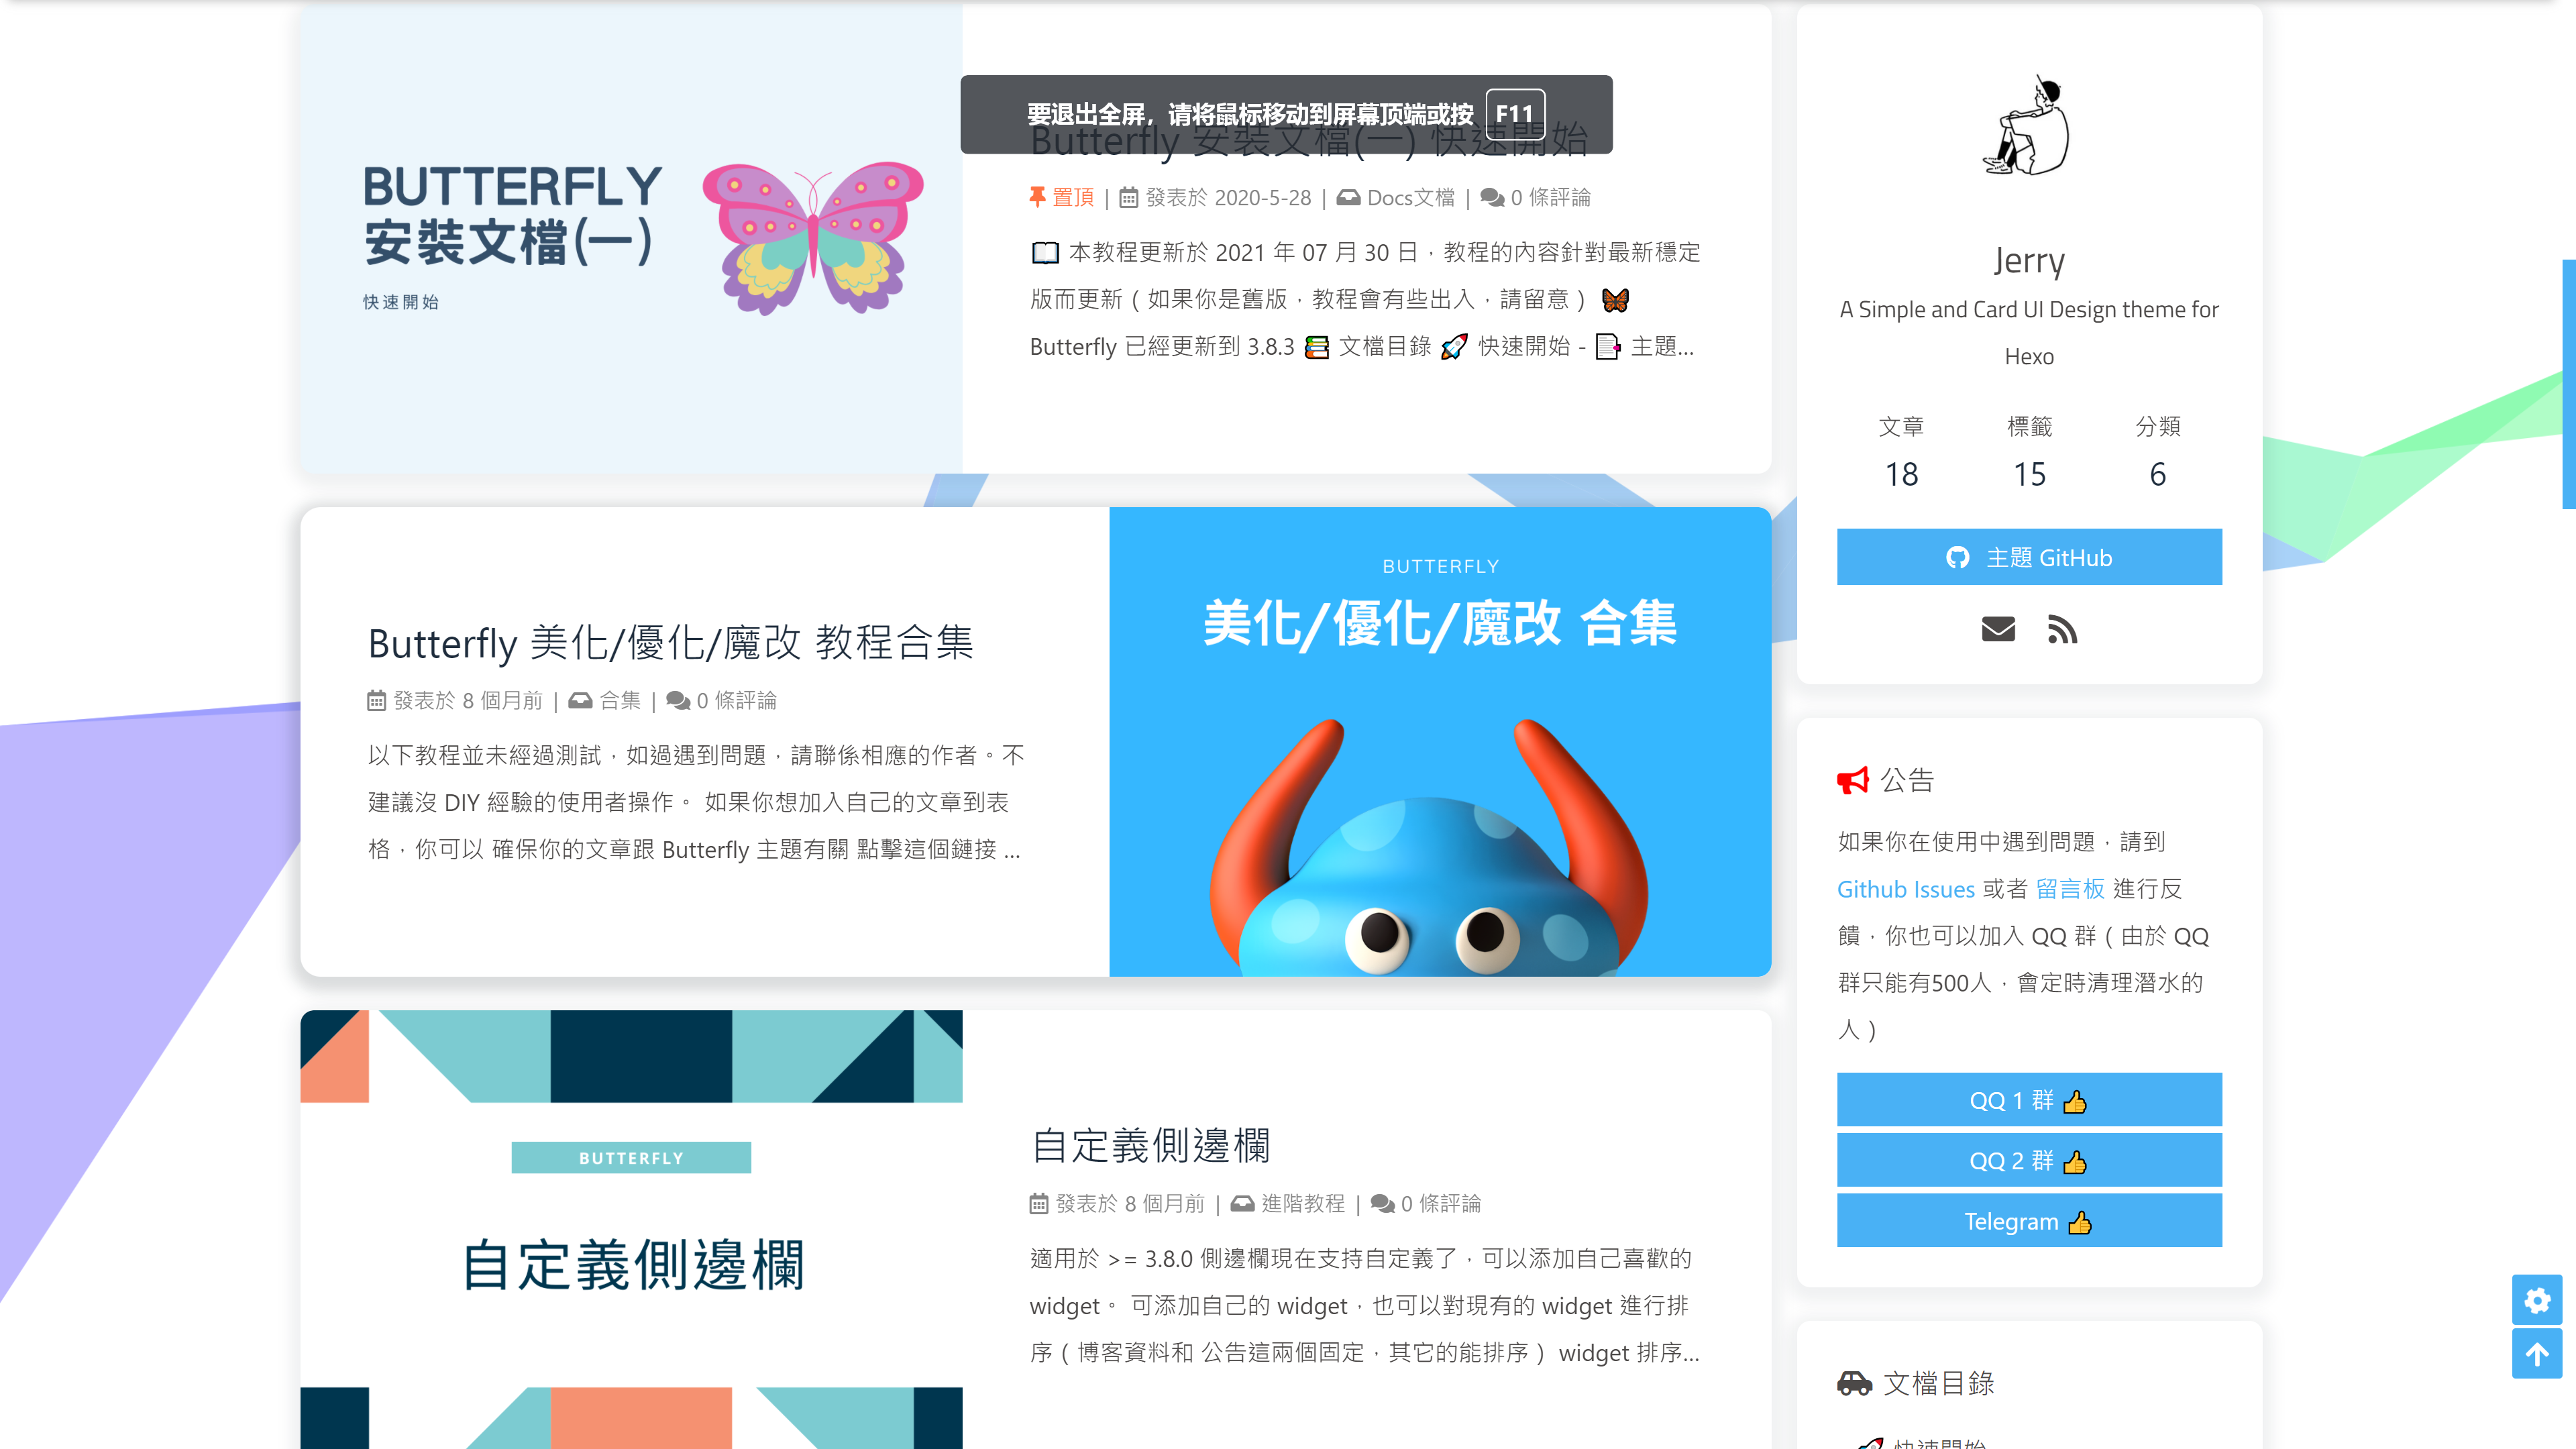 要退出全屏，请将鼠标移动到屏幕顶端或按 F11
BUTTERFLY
安裝文檔(一)
快速開始
Butterfly 安裝文檔(一) 快速開始
置頂 | 發表於 2020-5-28 | Docs文檔 | 0 條評論
📖 本教程更新於 2021 年 07 月 30 日，教程的內容針對最新穩定
版而更新（如果你是舊版，教程會有些出入，請留意）🦋
Butterfly 已經更新到 3.8.3 📚 文檔目錄 🚀 快速開始 - 📑 主題...
Butterfly 美化/優化/魔改 教程合集
發表於 8 個月前 | 合集 | 0 條評論
以下教程並未經過測試，如過遇到問題，請聯係相應的作者。不
建議沒 DIY 經驗的使用者操作。 如果你想加入自己的文章到表
格，你可以 確保你的文章跟 Butterfly 主題有關 點擊這個鏈接 ...
BUTTERFLY
美化/優化/魔改 合集
BUTTERFLY
自定義側邊欄
自定義側邊欄
發表於 8 個月前 | 進階教程 | 0 條評論
適用於 >= 3.8.0 側邊欄現在支持自定義了，可以添加自己喜歡的
widget。 可添加自己的 widget，也可以對現有的 widget 進行排
序（博客資料和 公告這兩個固定，其它的能排序） widget 排序...
Jerry
A Simple and Card UI Design theme for
Hexo
文章 標籤 分類
18 15 6
主題 GitHub
公告
如果你在使用中遇到問題，請到
Github Issues 或者 留言板 進行反
饋，你也可以加入 QQ 群（由於 QQ
群只能有500人，會定時清理潛水的
人）
QQ 1 群 👍
QQ 2 群 👍
Telegram 👍
文檔目錄
🚀 快速開始